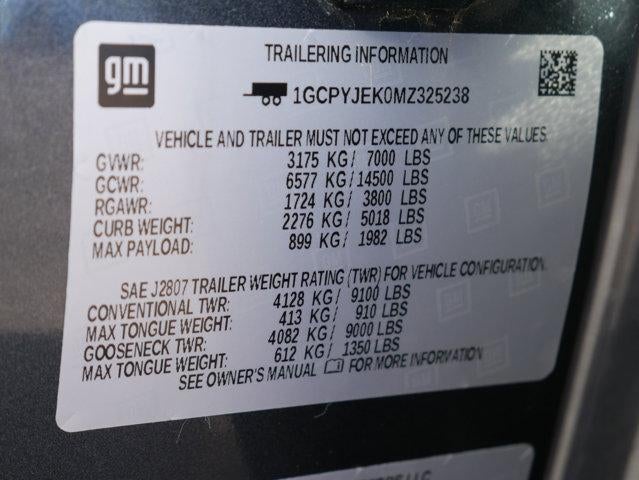 gm
TRAILERING INFORMATION
1GCPYJEK0MZ325238
VEHICLE AND TRAILER MUST NOT EXCEED ANY OF THESE VALUES
GVWR: 3175 KG/ 7000 LBS
GCWR: 6577 KG/ 14500 LBS
RGAWR: 1724 KG/ 3800 LBS
CURB WEIGHT: 2276 KG/ 5018 LBS
MAX PAYLOAD: 899 KG/ 1982 LBS
SAE J2807 TRAILER WEIGHT RATING (TWR) FOR VEHICLE CONFIGURATION.
CONVENTIONAL TWR: 4128 KG/ 9100 LBS
MAX TONGUE WEIGHT: 413 KG/ 910 LBS
GOOSENECK TWR: 4082 KG/ 9000 LBS
MAX TONGUE WEIGHT: 612 KG/ 1350 LBS
SEE OWNER'S MANUAL FOR MORE INFORMATION
LLC